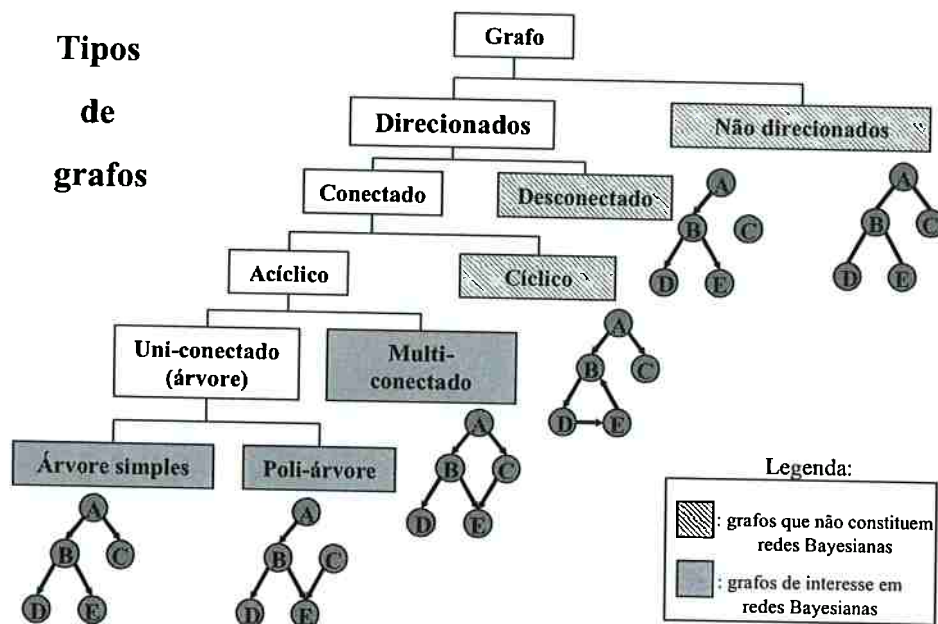 Tipos
de
grafos
Grafo
Direcionados
Não direcionados
Conectado
Desconectado
A
B
C
D
E
A
B
C
D
E
Acíclico
Cíclico
A
B
C
D
E
Uni-conectado
(árvore)
Multi-
conectado
A
B
C
D
E
Árvore simples
Poli-árvore
A
B
C
D
E
A
B
C
D
E
Legenda:
: grafos que não constituem
redes Bayesianas
: grafos de interesse em
redes Bayesianas